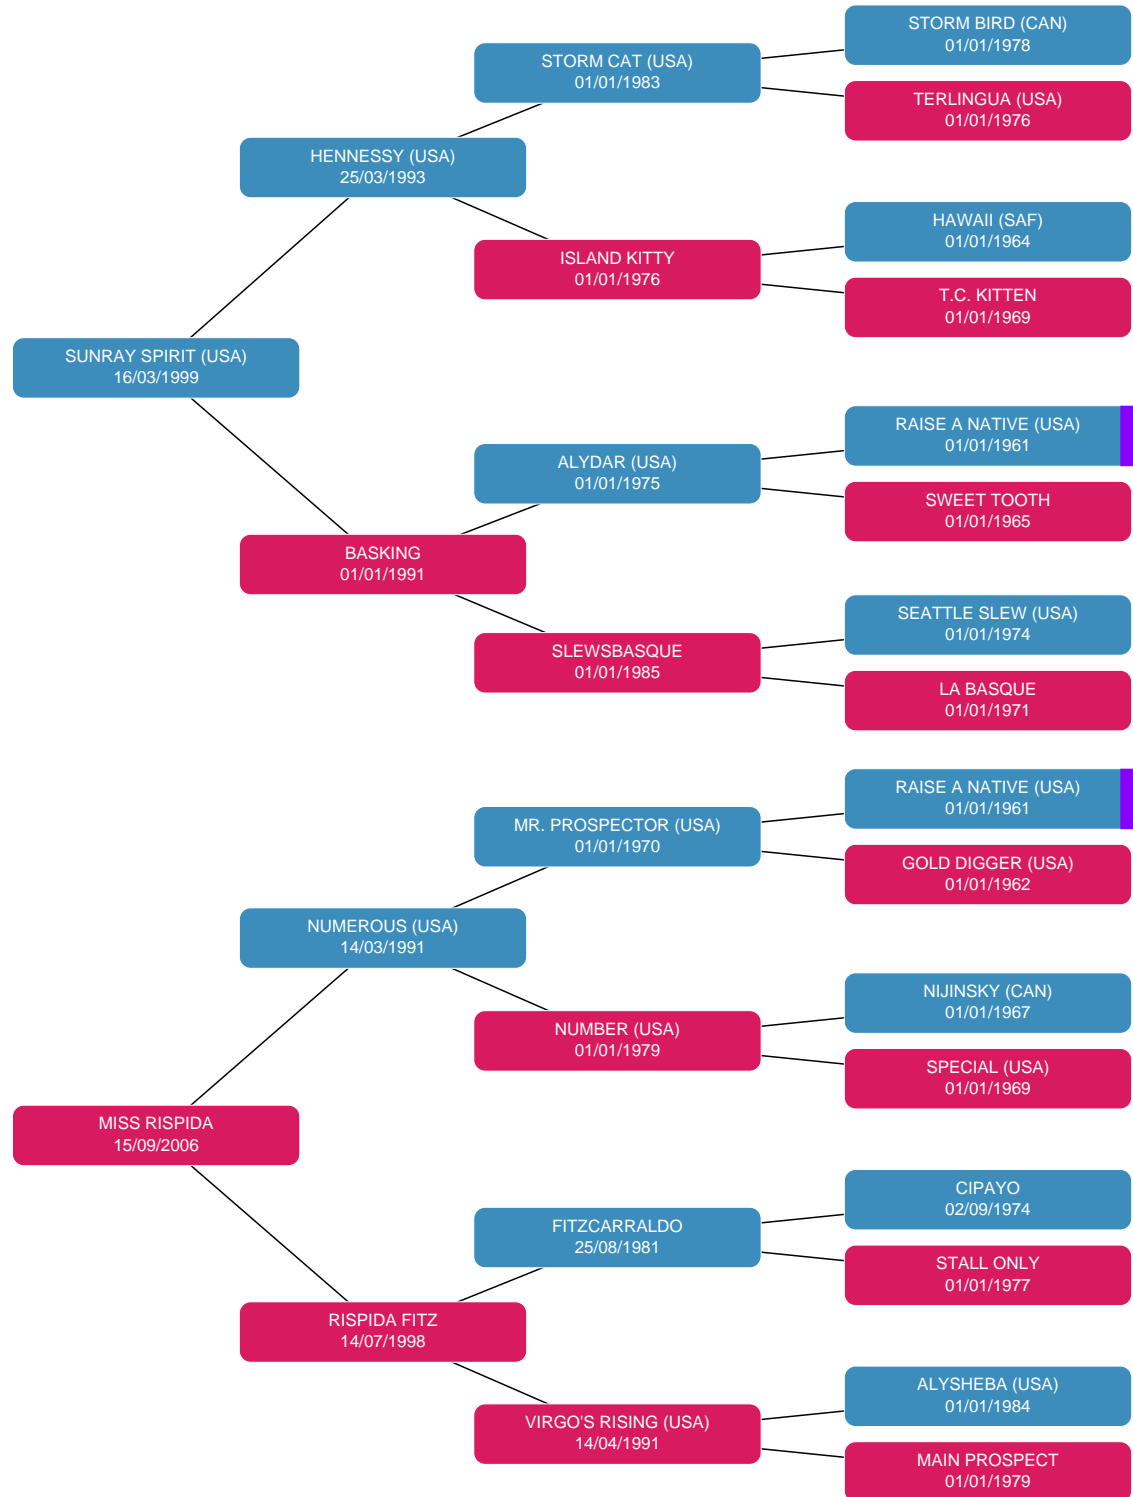 STORM BIRD (CAN)
01/01/1978
STORM CAT (USA)
01/01/1983
TERLINGUA (USA)
01/01/1976
HENNESSY (USA)
25/03/1993
HAWAII (SAF)
01/01/1964
ISLAND KITTY
01/01/1976
T.C. KITTEN
01/01/1969
SUNRAY SPIRIT (USA)
16/03/1999
RAISE A NATIVE (USA)
01/01/1961
ALYDAR (USA)
01/01/1975
SWEET TOOTH
01/01/1965
BASKING
01/01/1991
SEATTLE SLEW (USA)
01/01/1974
SLEWSBASQUE
01/01/1985
LA BASQUE
01/01/1971
RAISE A NATIVE (USA)
01/01/1961
MR. PROSPECTOR (USA)
01/01/1970
GOLD DIGGER (USA)
01/01/1962
NUMEROUS (USA)
14/03/1991
NIJINSKY (CAN)
01/01/1967
NUMBER (USA)
01/01/1979
SPECIAL (USA)
01/01/1969
MISS RISPIDA
15/09/2006
CIPAYO
02/09/1974
FITZCARRALDO
25/08/1981
STALL ONLY
01/01/1977
RISPIDA FITZ
14/07/1998
ALYSHEBA (USA)
01/01/1984
VIRGO'S RISING (USA)
14/04/1991
MAIN PROSPECT
01/01/1979